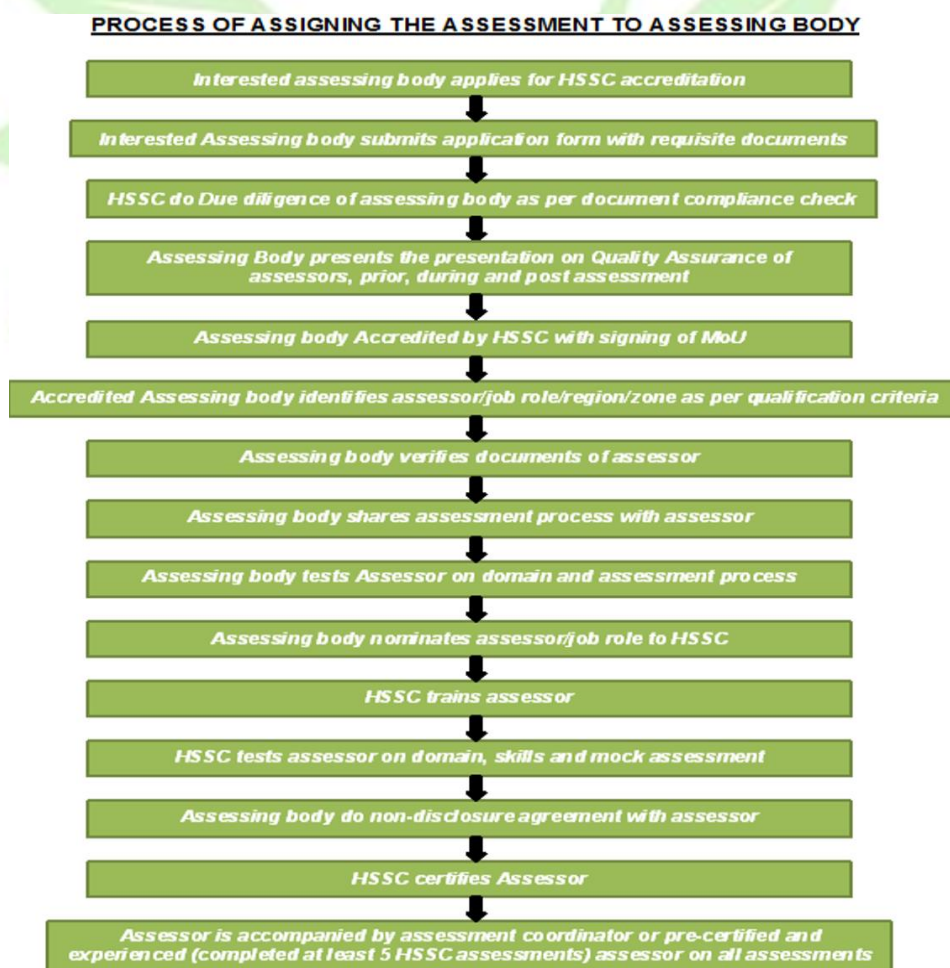 PROCESS OF ASSIGNING THE ASSESSMENT TO ASSESSING BODY
Interested assessing body applies for HSSC accreditation
Interested Assessing body submits application form with requisite documents
HSSC do Due diligence of assessing body as per document compliance check
Assessing Body presents the presentation on Quality Assurance of
assessors, prior, during and post assessment
Assessing body Accredited by HSSC with signing of MoU
Accredited Assessing body identifies assessor/job role/region/zone as per qualification criteria
Assessing body verifies documents of assessor
Assessing body shares assessment process with assessor
Assessing body tests Assessor on domain and assessment process
Assessing body nominates assessor/job role to HSSC
HSSC trains assessor
HSSC tests assessor on domain, skills and mock assessment
Assessing body do non-disclosure agreement with assessor
HSSC certifies Assessor
Assessor is accompanied by assessment coordinator or pre-certified and
experienced (completed at least 5 HSSC assessments) assessor on all assessments